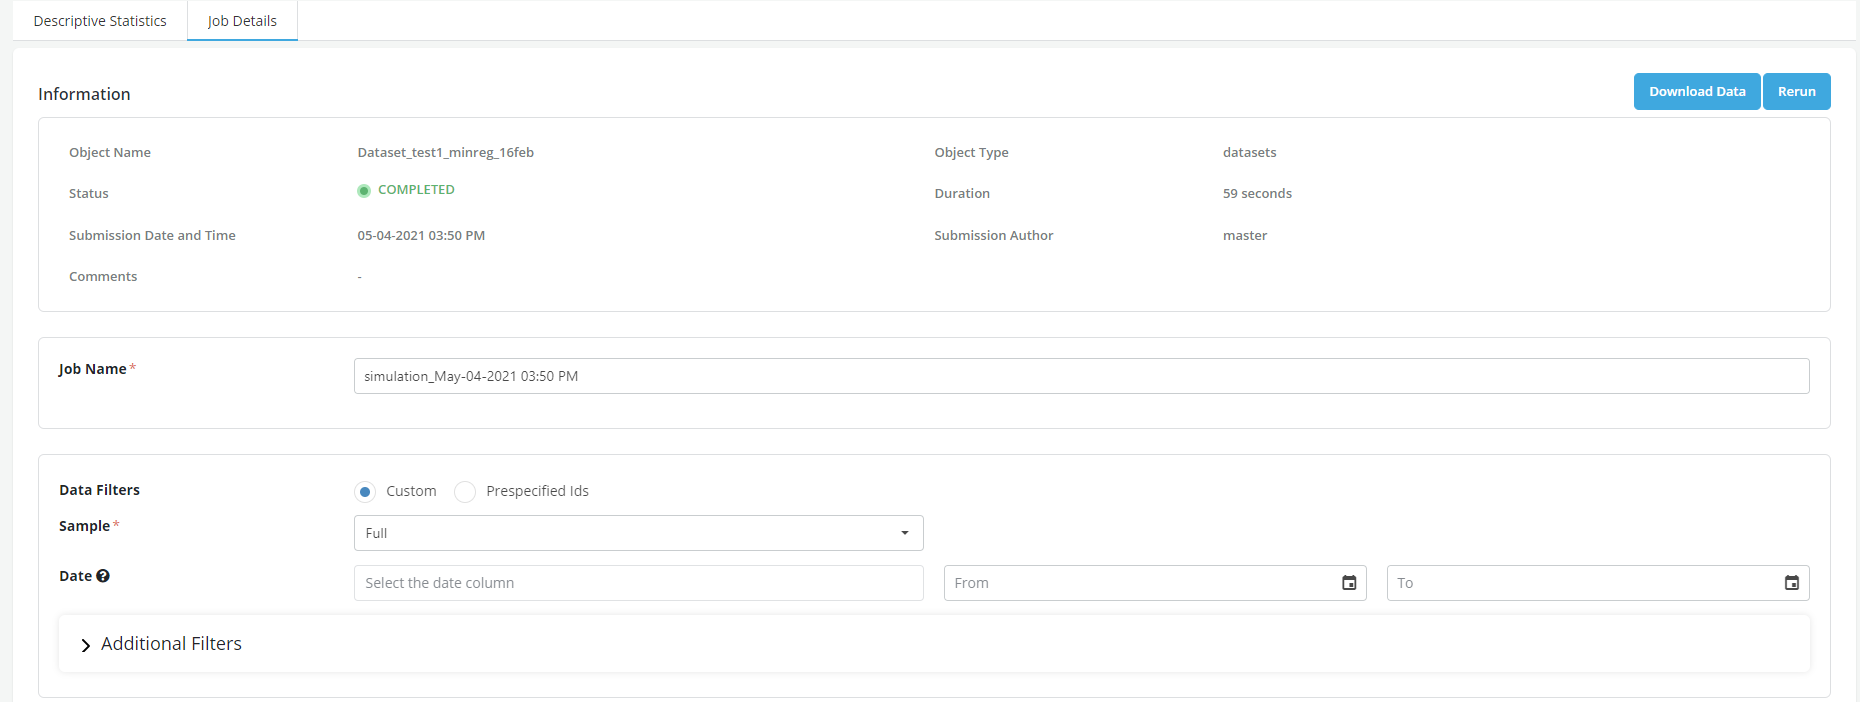 Descriptive Statistics Job Details
Information Download Data Rerun
Object Name Dataset_test1_minreg_16feb Object Type datasets
Status COMPLETED Duration 59 seconds
Submission Date and Time 05-04-2021 03:50 PM Submission Author master
Comments -
Job Name * simulation_May-04-2021 03:50 PM
Data Filters Custom Prespecified Ids
Sample * Full
Date ? Select the date column From To
Additional Filters